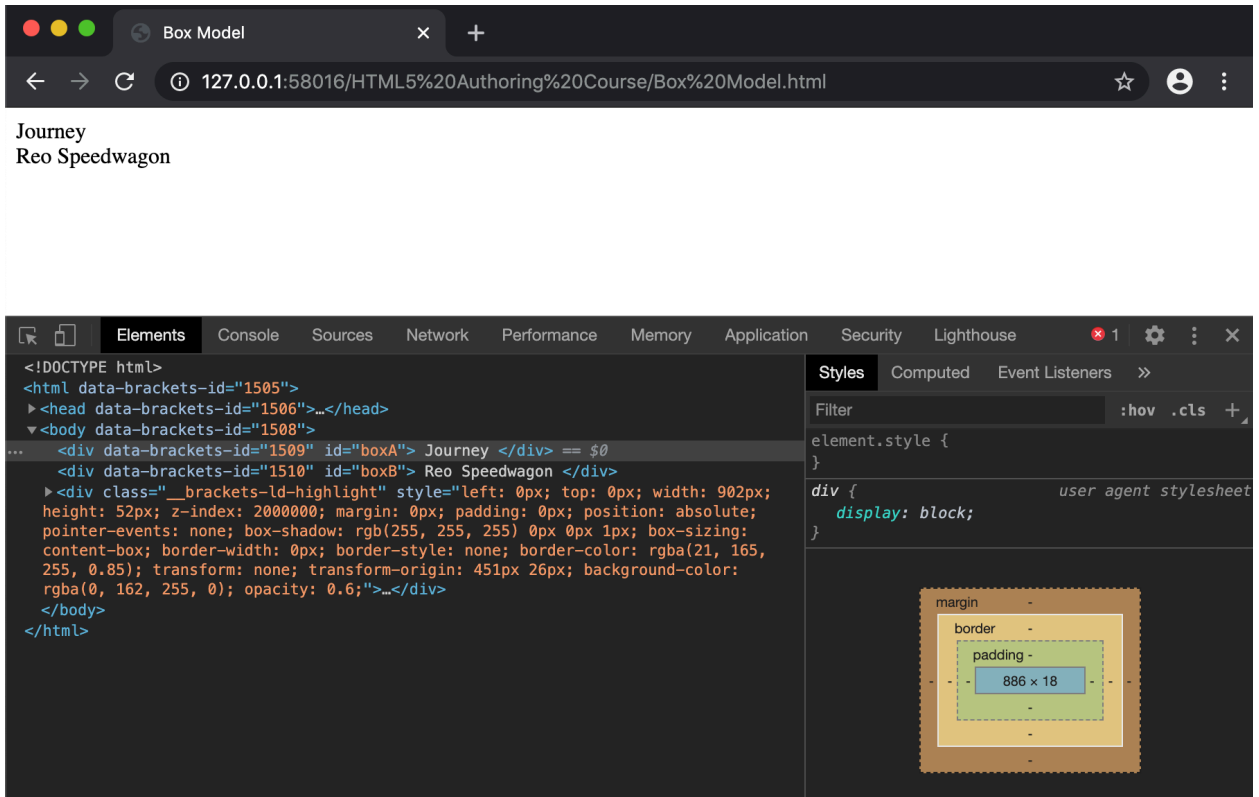 Box Model
127.0.0.1:58016/HTML5%20Authoring%20Course/Box%20Model.html
Journey
Reo Speedwagon
Elements Console Sources Network Performance Memory Application Security Lighthouse 1
<!DOCTYPE html>
<html data-brackets-id="1505">
<head data-brackets-id="1506">…</head>
<body data-brackets-id="1508">
<div data-brackets-id="1509" id="boxA"> Journey </div> == $0
<div data-brackets-id="1510" id="boxB"> Reo Speedwagon </div>
<div class="__brackets-ld-highlight" style="left: 0px; top: 0px; width: 902px;
height: 52px; z-index: 2000000; margin: 0px; padding: 0px; position: absolute;
pointer-events: none; box-shadow: rgb(255, 255, 255) 0px 0px 1px; box-sizing:
content-box; border-width: 0px; border-style: none; border-color: rgba(21, 165,
255, 0.85); transform: none; transform-origin: 451px 26px; background-color:
rgba(0, 162, 255, 0); opacity: 0.6;">…</div>
</body>
</html>
Styles Computed Event Listeners »
Filter :hov .cls +
element.style {
}
div { user agent stylesheet
display: block;
}
margin -
border -
padding -
- - - 886 × 18 - - -
-
-
-